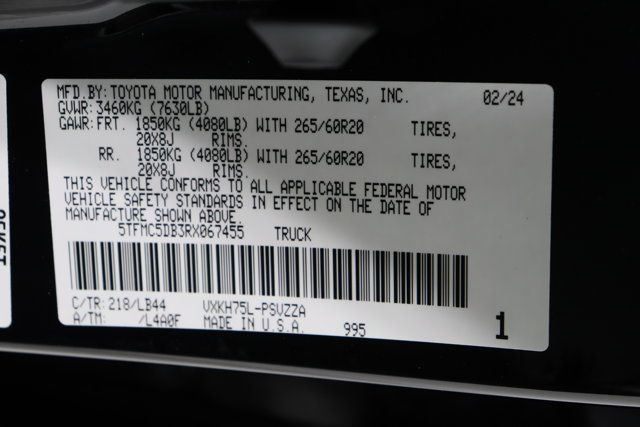 MFD.BY: TOYOTA MOTOR MANUFACTURING, TEXAS, INC. 02/24
GVWR: 3460KG (7630LB)
GAWR: FRT. 1850KG (4080LB) WITH 265/60R20 TIRES,
20X8J RIMS.
RR. 1850KG (4080LB) WITH 265/60R20 TIRES,
20X8J RIMS.
THIS VEHICLE CONFORMS TO ALL APPLICABLE FEDERAL MOTOR
VEHICLE SAFETY STANDARDS IN EFFECT ON THE DATE OF
MANUFACTURE SHOWN ABOVE.
5TFMC5DB3RX067455 TRUCK
C/TR: 218/LB44 VXKH75L-PSVZZA
A/TM: /L4A0F MADE IN U.S.A. 995 1